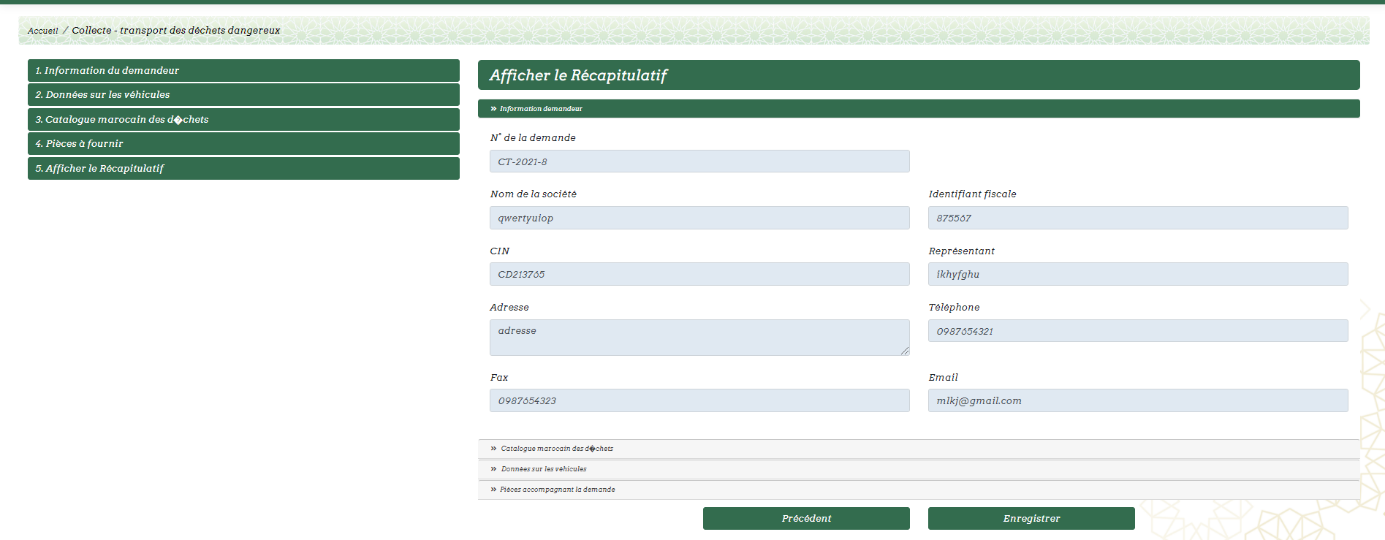 Accueil / Collecte - transport des déchets dangereux
1. Information du demandeur
2. Données sur les véhicules
3. Catalogue marocain des d�chets
4. Pièces à fournir
5. Afficher le Récapitulatif
Afficher le Récapitulatif
» Information demandeur
N° de la demande
CT-2021-8
Nom de la société
Identifiant fiscale
qwertyuiop
875567
CIN
Représentant
CD213765
ikhyfghu
Adresse
Téléphone
adresse
0987654321
Fax
Email
0987654323
mlkj@gmail.com
» Catalogue marocain des d�chets
» Données sur les véhicules
» Pièces accompagnant la demande
Précédent
Enregistrer